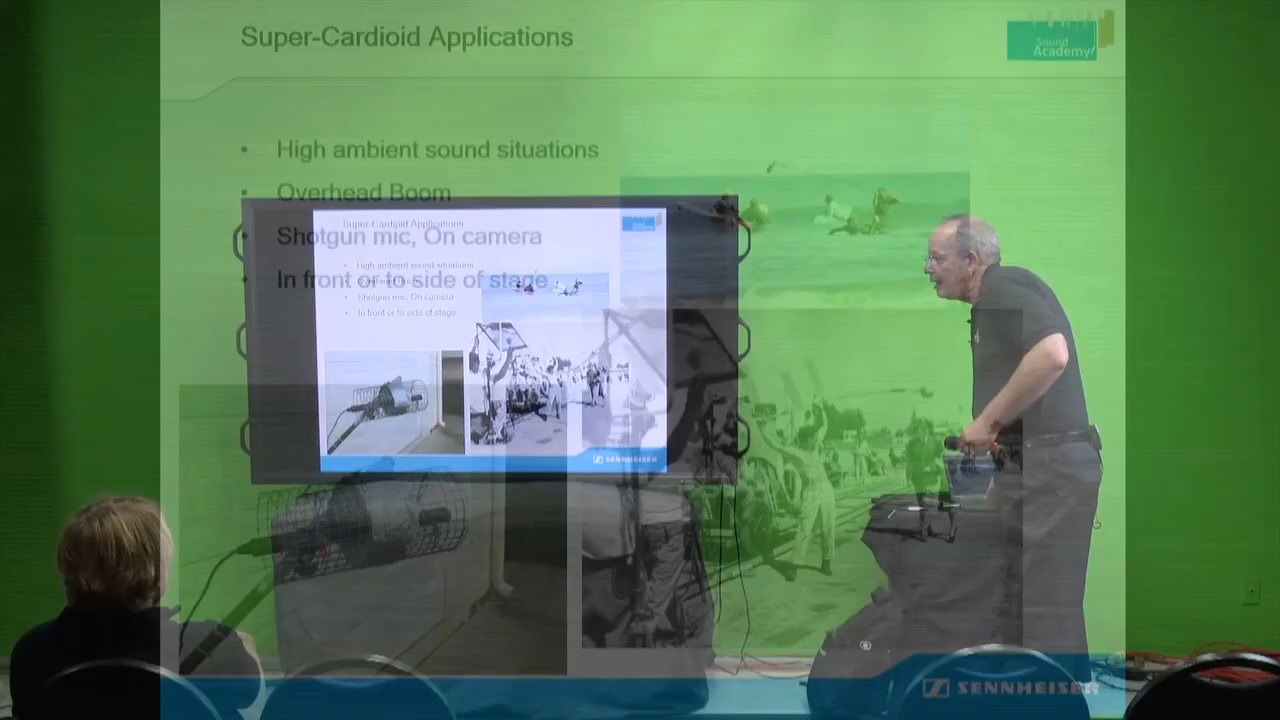 Super-Cardioid Applications
Sound
Academy!
• High ambient sound situations
• Overhead Boom
• Shotgun mic, On camera
• In front or to side of stage
Super-Cardioid Applications
• High ambient sound situations
• Shotgun mic, On camera
• In front or to side of stage
SENNHEISER
SENNHEISER